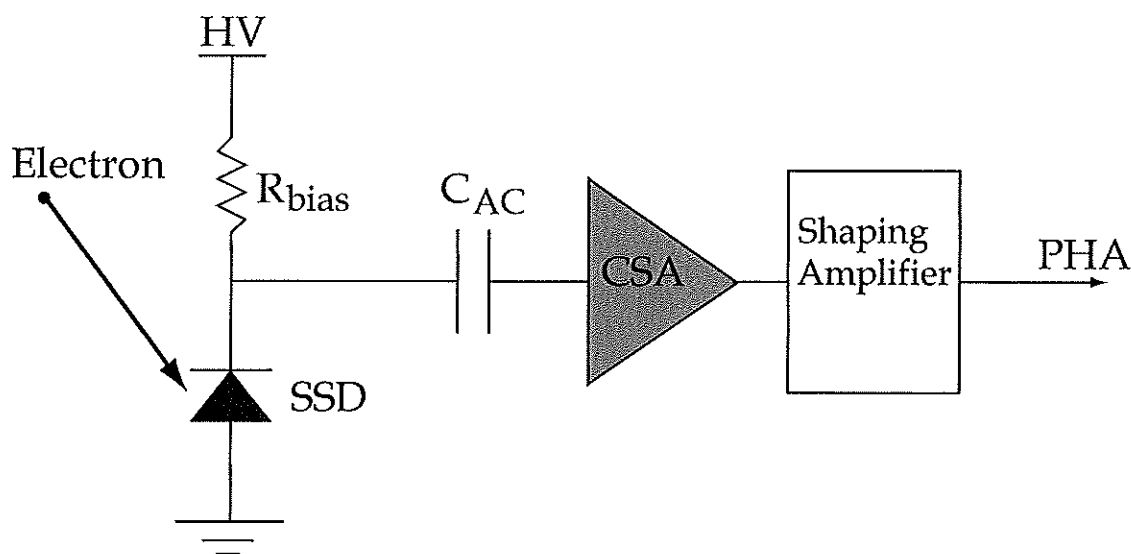 HV
Electron
R_bias
C_AC
CSA
Shaping
Amplifier
PHA
SSD